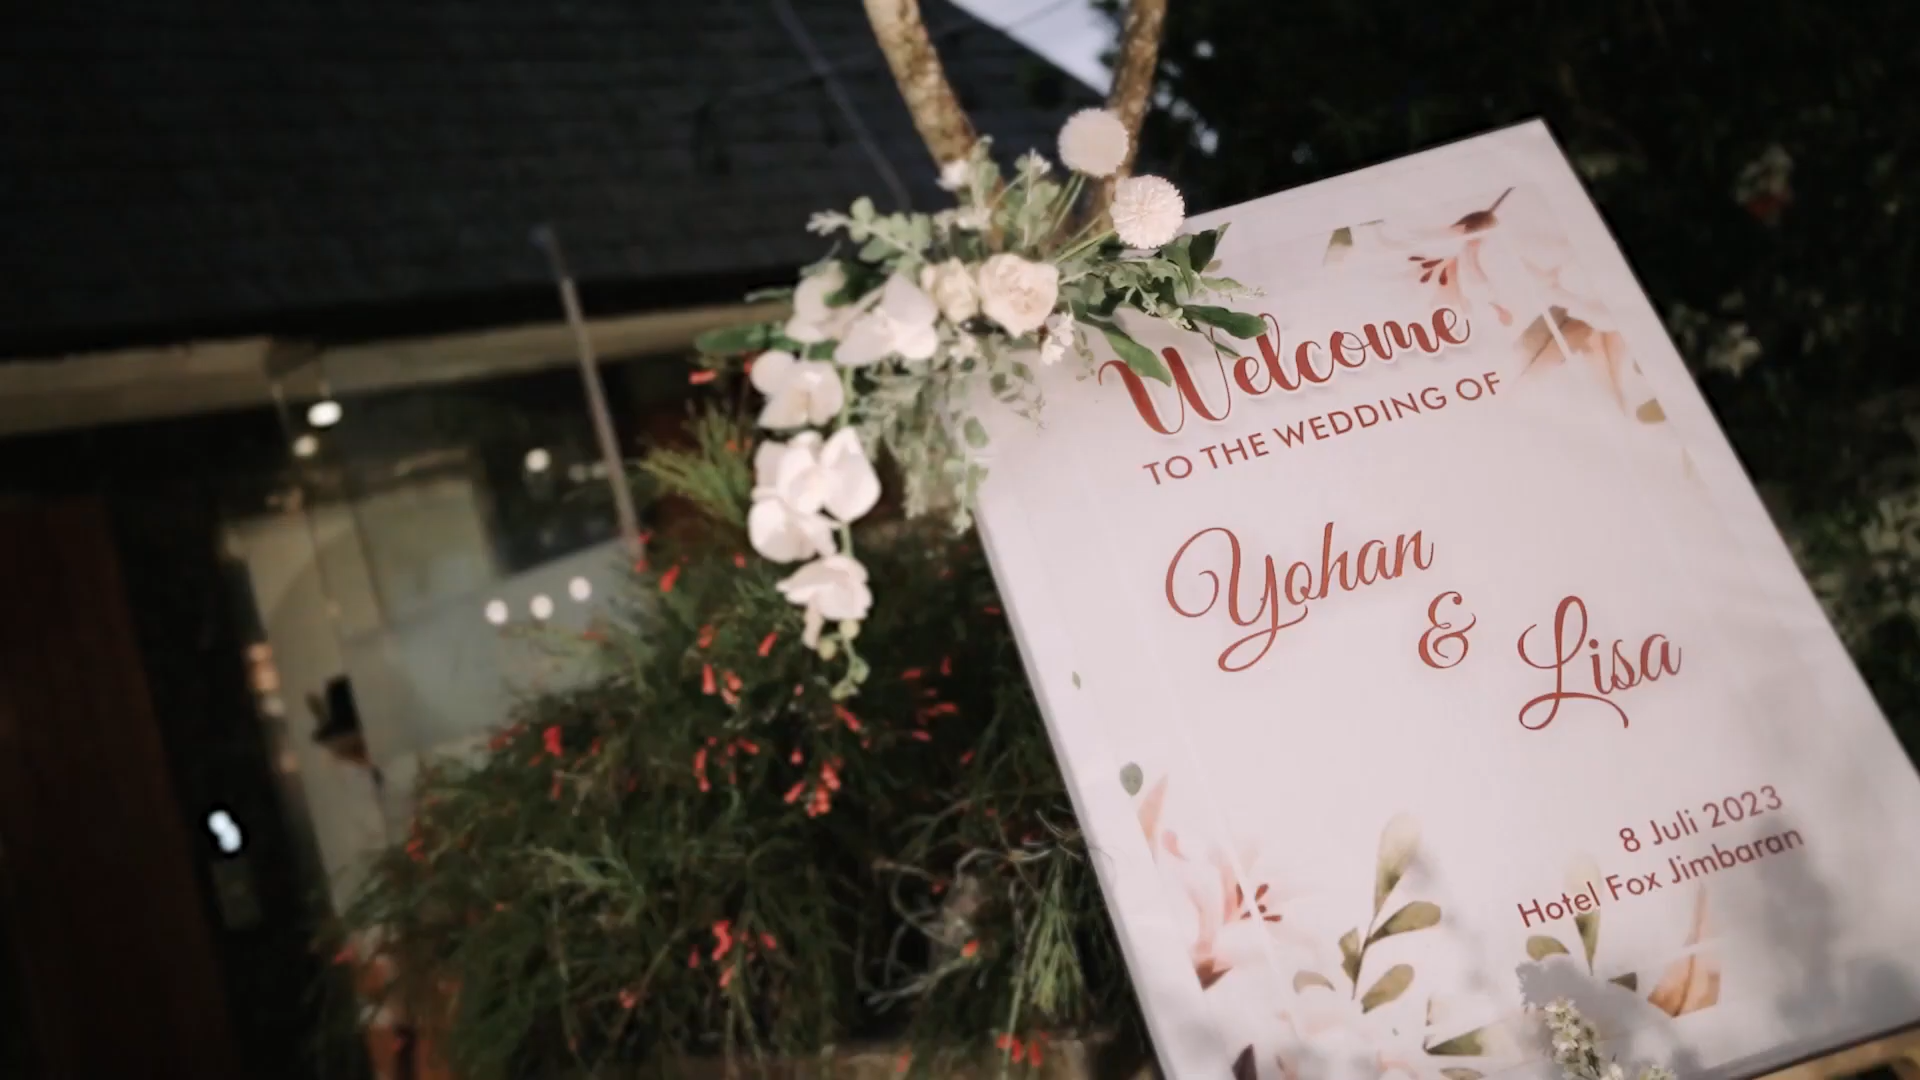 Welcome
TO THE WEDDING OF
Yohan
&
Lisa
8 Juli 2023
Hotel Fox Jimbaran